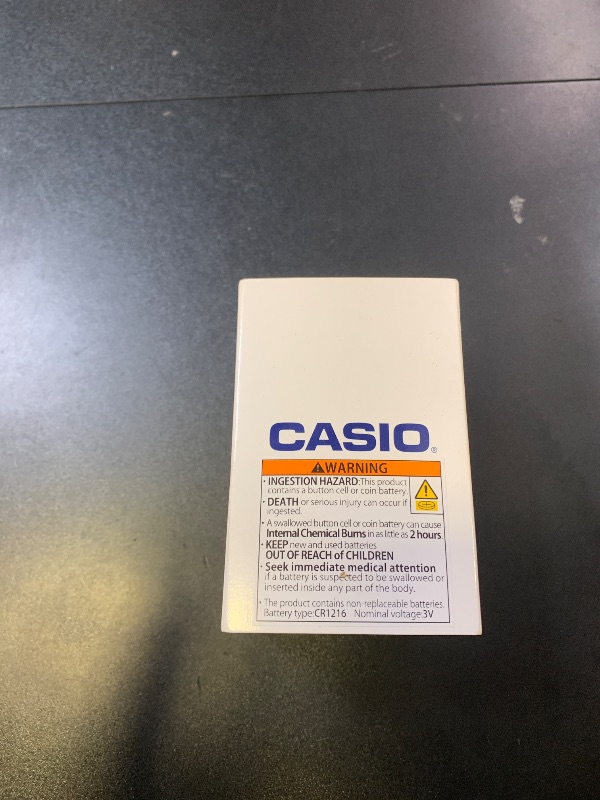 CASIO®
⚠WARNING
· INGESTION HAZARD:This product
contains a button cell or coin battery.
· DEATH or serious injury can occur if
ingested.
· A swallowed button cell or coin battery can cause
Internal Chemical Burns in as little as 2 hours.
· KEEP new and used batteries
OUT OF REACH of CHILDREN
· Seek immediate medical attention
if a battery is suspected to be swallowed or
inserted inside any part of the body.
· The product contains non-replaceable batteries.
Battery type:CR1216 Nominal voltage:3V